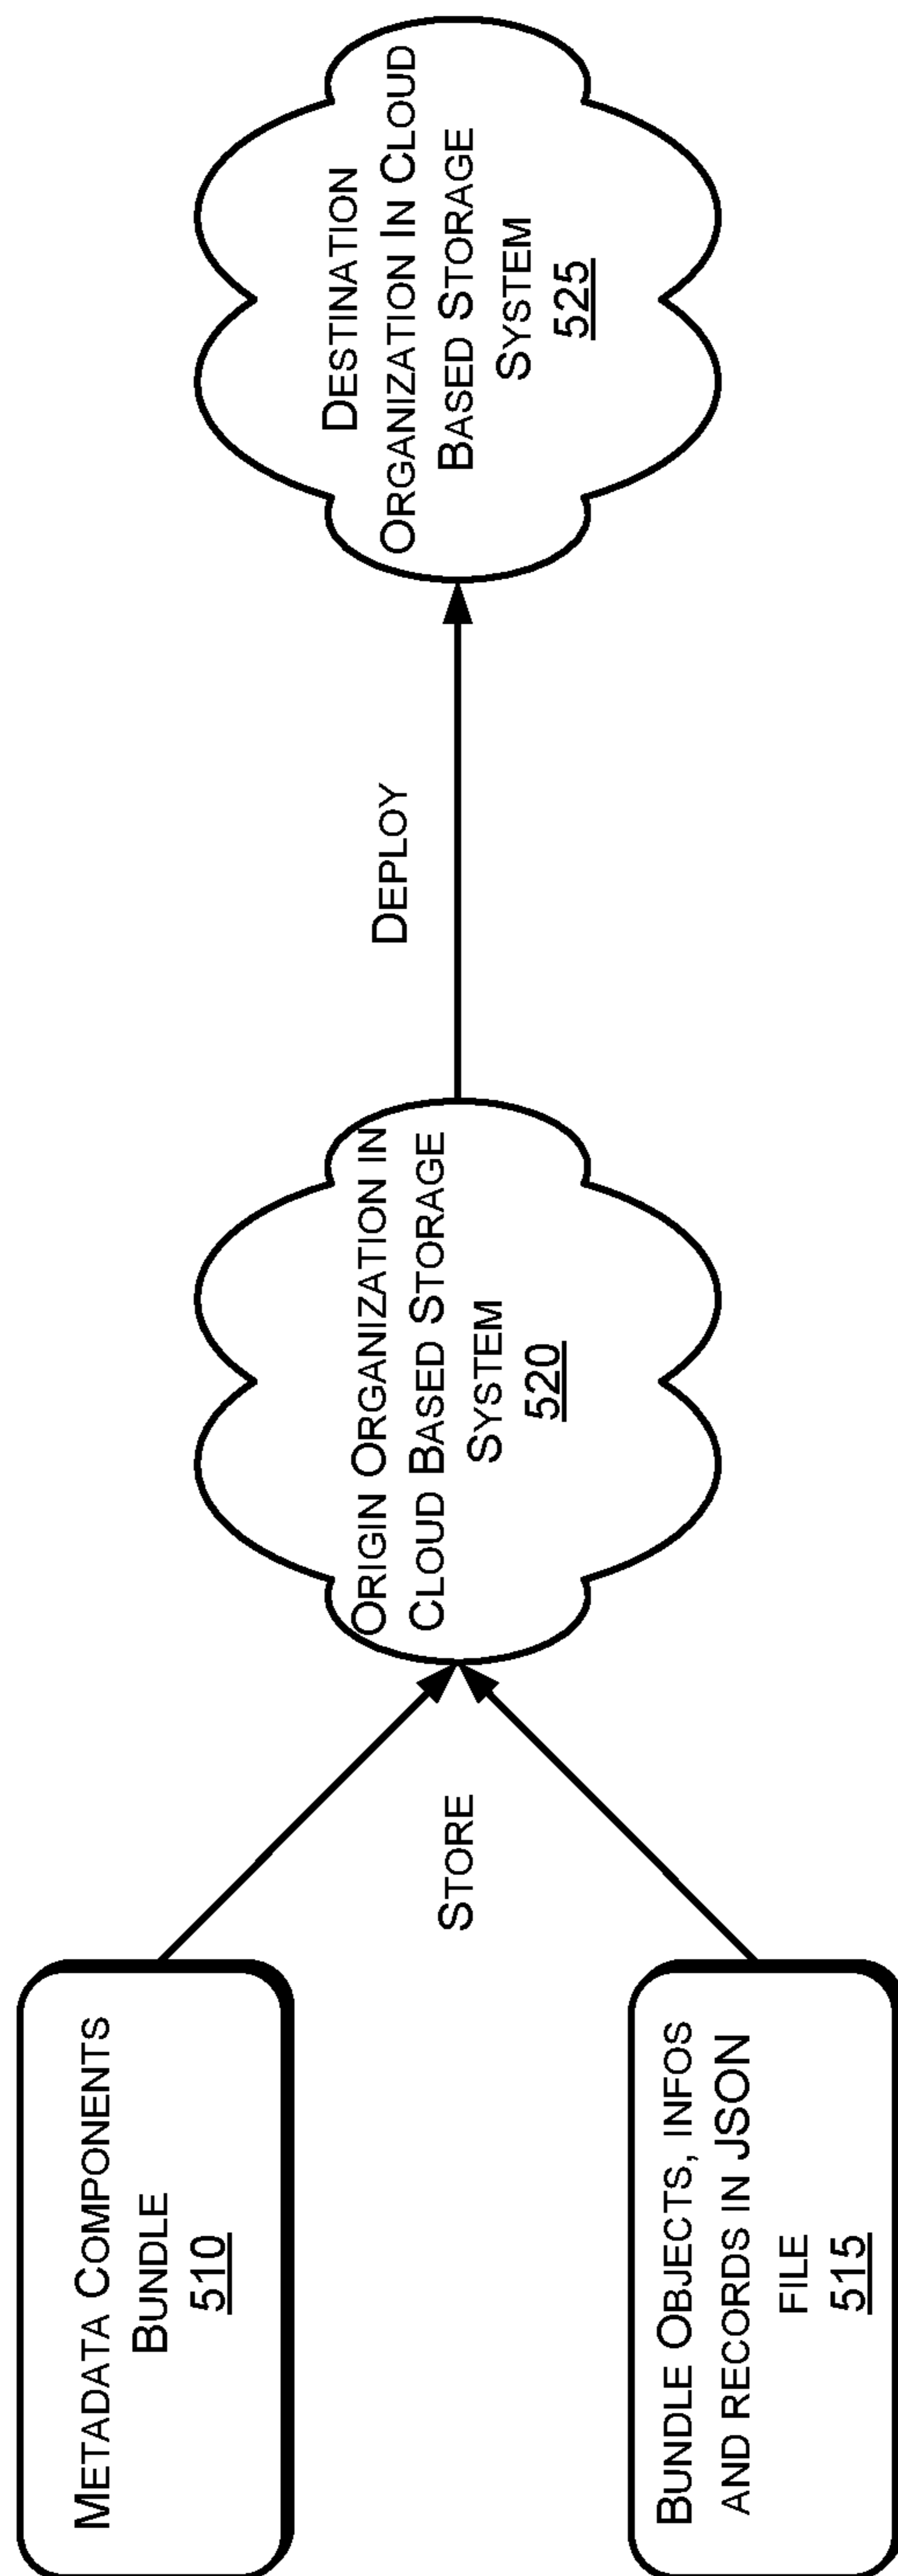 METADATA COMPONENTS
BUNDLE
510
BUNDLE OBJECTS, INFOS
AND RECORDS IN JSON
FILE
515
STORE
ORIGIN ORGANIZATION IN
CLOUD BASED STORAGE
SYSTEM
520
DEPLOY
DESTINATION
ORGANIZATION IN CLOUD
BASED STORAGE
SYSTEM
525